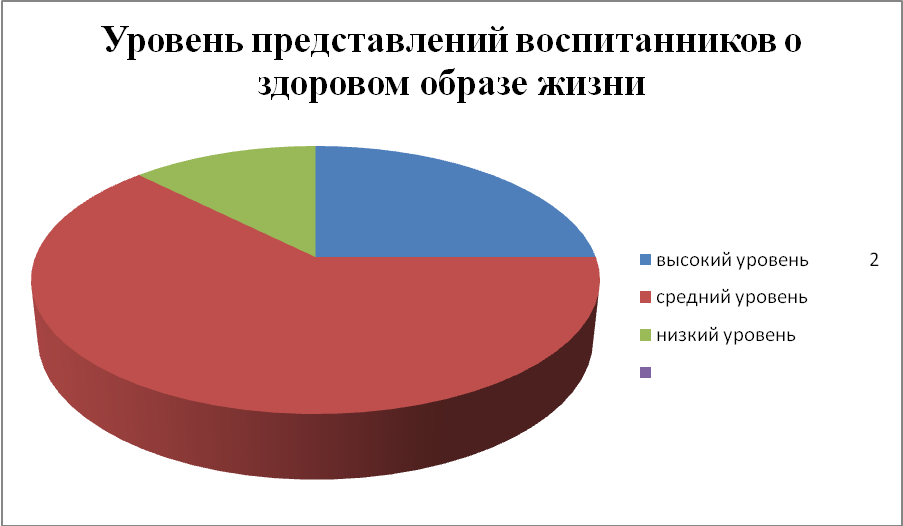 Уровень представлений воспитанников о
здоровом образе жизни
высокий уровень 2
средний уровень
низкий уровень